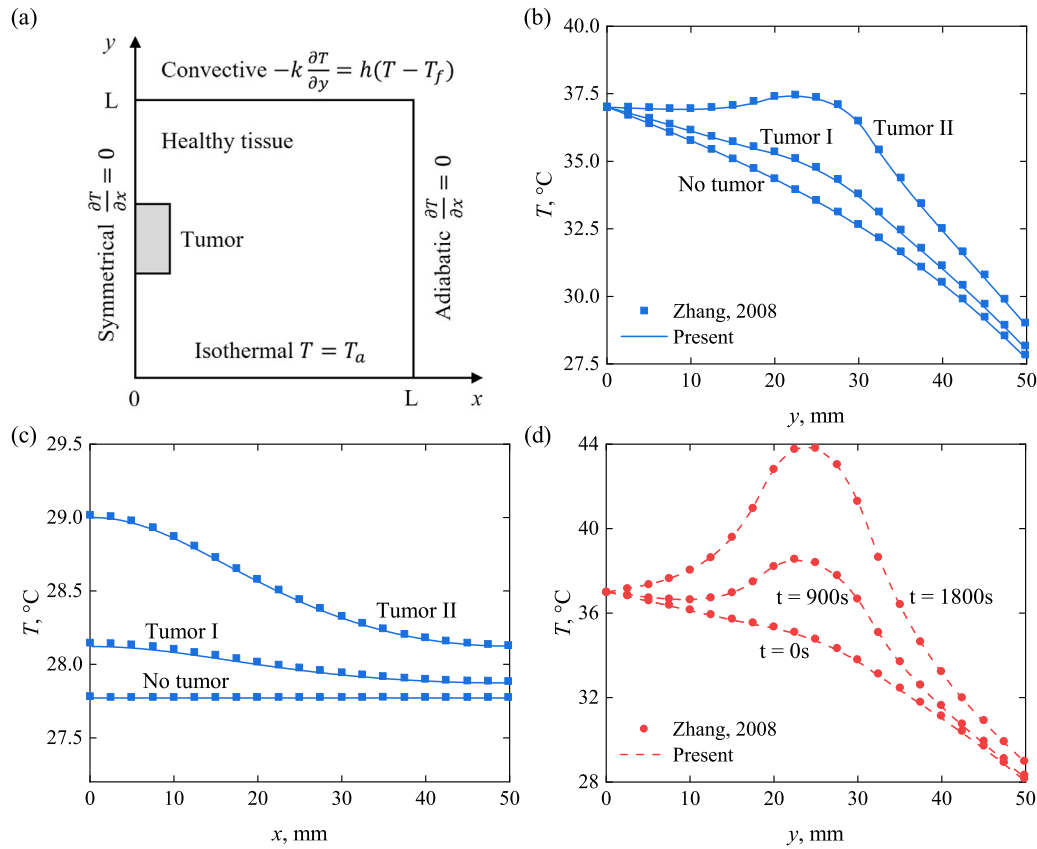 (a)
y
Convective −k ∂T/∂y = h(T − T_f)
L
Healthy tissue
Symmetrical ∂T/∂x = 0
Tumor
Adiabatic ∂T/∂x = 0
Isothermal T = T_a
0
L
x
(b)
40.0
37.5
35.0
32.5
30.0
27.5
T, °C
Tumor I
Tumor II
No tumor
Zhang, 2008
Present
0 10 20 30 40 50
y, mm
(c)
29.5
29.0
28.5
28.0
27.5
T, °C
Tumor II
Tumor I
No tumor
0 10 20 30 40 50
x, mm
(d)
44
40
36
32
28
T, °C
t = 900s
t = 1800s
t = 0s
Zhang, 2008
Present
0 10 20 30 40 50
y, mm